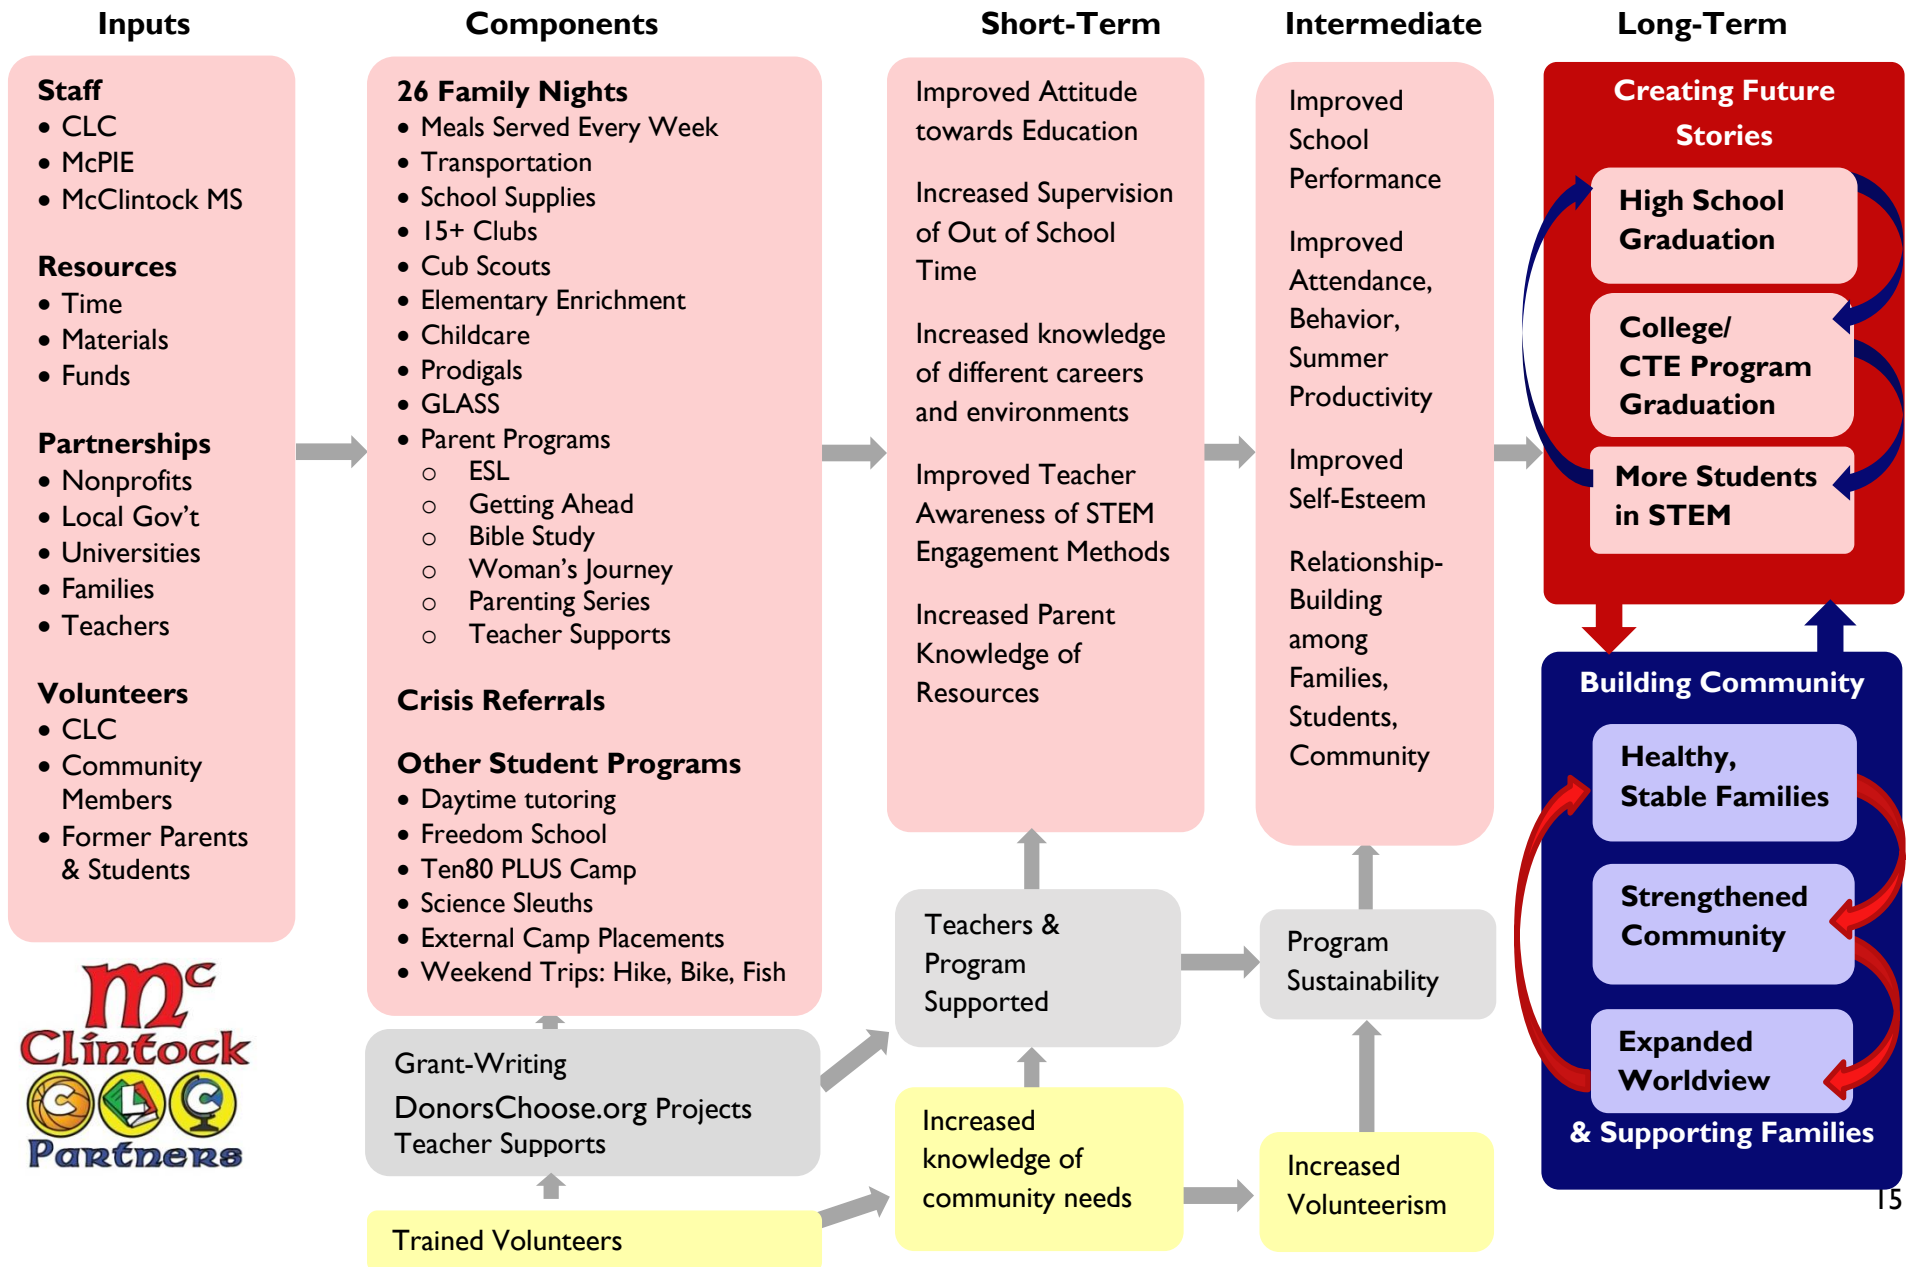 Inputs
Components
Short-Term
Intermediate
Long-Term
Staff
• CLC
• McPIE
• McClintock MS
Resources
• Time
• Materials
• Funds
Partnerships
• Nonprofits
• Local Gov't
• Universities
• Families
• Teachers
Volunteers
• CLC
• Community
Members
• Former Parents
& Students
Mc
Clintock
CLC
Partners
26 Family Nights
• Meals Served Every Week
• Transportation
• School Supplies
• 15+ Clubs
• Cub Scouts
• Elementary Enrichment
• Childcare
• Prodigals
• GLASS
• Parent Programs
o ESL
o Getting Ahead
o Bible Study
o Woman's Journey
o Parenting Series
o Teacher Supports
Crisis Referrals
Other Student Programs
• Daytime tutoring
• Freedom School
• Ten80 PLUS Camp
• Science Sleuths
• External Camp Placements
• Weekend Trips: Hike, Bike, Fish
Grant-Writing
DonorsChoose.org Projects
Teacher Supports
Trained Volunteers
Improved Attitude
towards Education
Increased Supervision
of Out of School
Time
Increased knowledge
of different careers
and environments
Improved Teacher
Awareness of STEM
Engagement Methods
Increased Parent
Knowledge of
Resources
Teachers &
Program
Supported
Increased
knowledge of
community needs
Improved
School
Performance
Improved
Attendance,
Behavior,
Summer
Productivity
Improved
Self-Esteem
Relationship-
Building
among
Families,
Students,
Community
Program
Sustainability
Increased
Volunteerism
Creating Future
Stories
High School
Graduation
College/
CTE Program
Graduation
More Students
in STEM
Building Community
Healthy,
Stable Families
Strengthened
Community
Expanded
Worldview
& Supporting Families
15